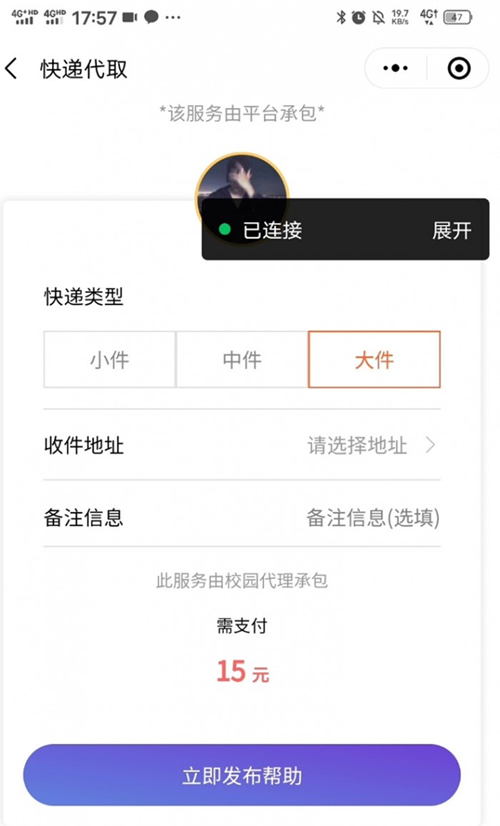 4G+HD 4GHD 17:57 ··· 19.7 KB/s 4G 47
快递代取
*该服务由平台承包*
已连接 展开
快递类型
小件 中件 大件
收件地址 请选择地址
备注信息 备注信息(选填)
此服务由校园代理承包
需支付
15 元
立即发布帮助